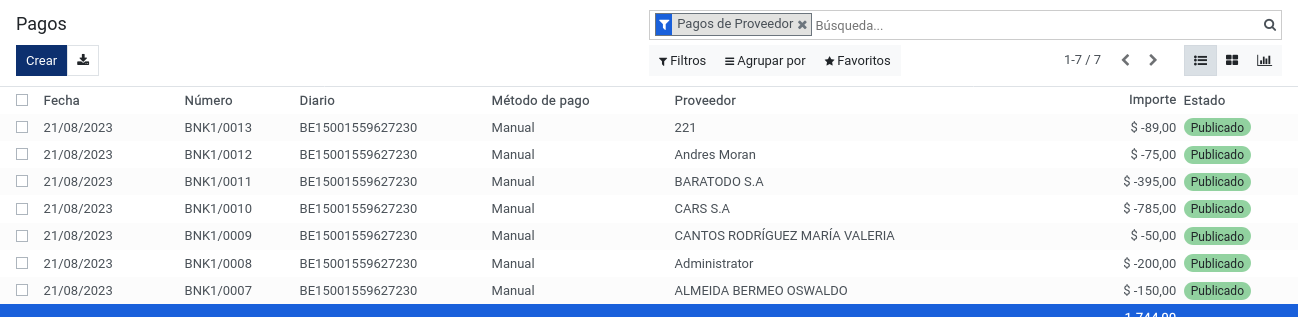 Pagos
Pagos de Proveedor ✖ Búsqueda...
Crear
Filtros Agrupar por Favoritos 1-7 / 7
Fecha Número Diario Método de pago Proveedor Importe Estado
21/08/2023 BNK1/0013 BE15001559627230 Manual 221 $ -89,00 Publicado
21/08/2023 BNK1/0012 BE15001559627230 Manual Andres Moran $ -75,00 Publicado
21/08/2023 BNK1/0011 BE15001559627230 Manual BARATODO S.A $ -395,00 Publicado
21/08/2023 BNK1/0010 BE15001559627230 Manual CARS S.A $ -785,00 Publicado
21/08/2023 BNK1/0009 BE15001559627230 Manual CANTOS RODRÍGUEZ MARÍA VALERIA $ -50,00 Publicado
21/08/2023 BNK1/0008 BE15001559627230 Manual Administrator $ -200,00 Publicado
21/08/2023 BNK1/0007 BE15001559627230 Manual ALMEIDA BERMEO OSWALDO $ -150,00 Publicado